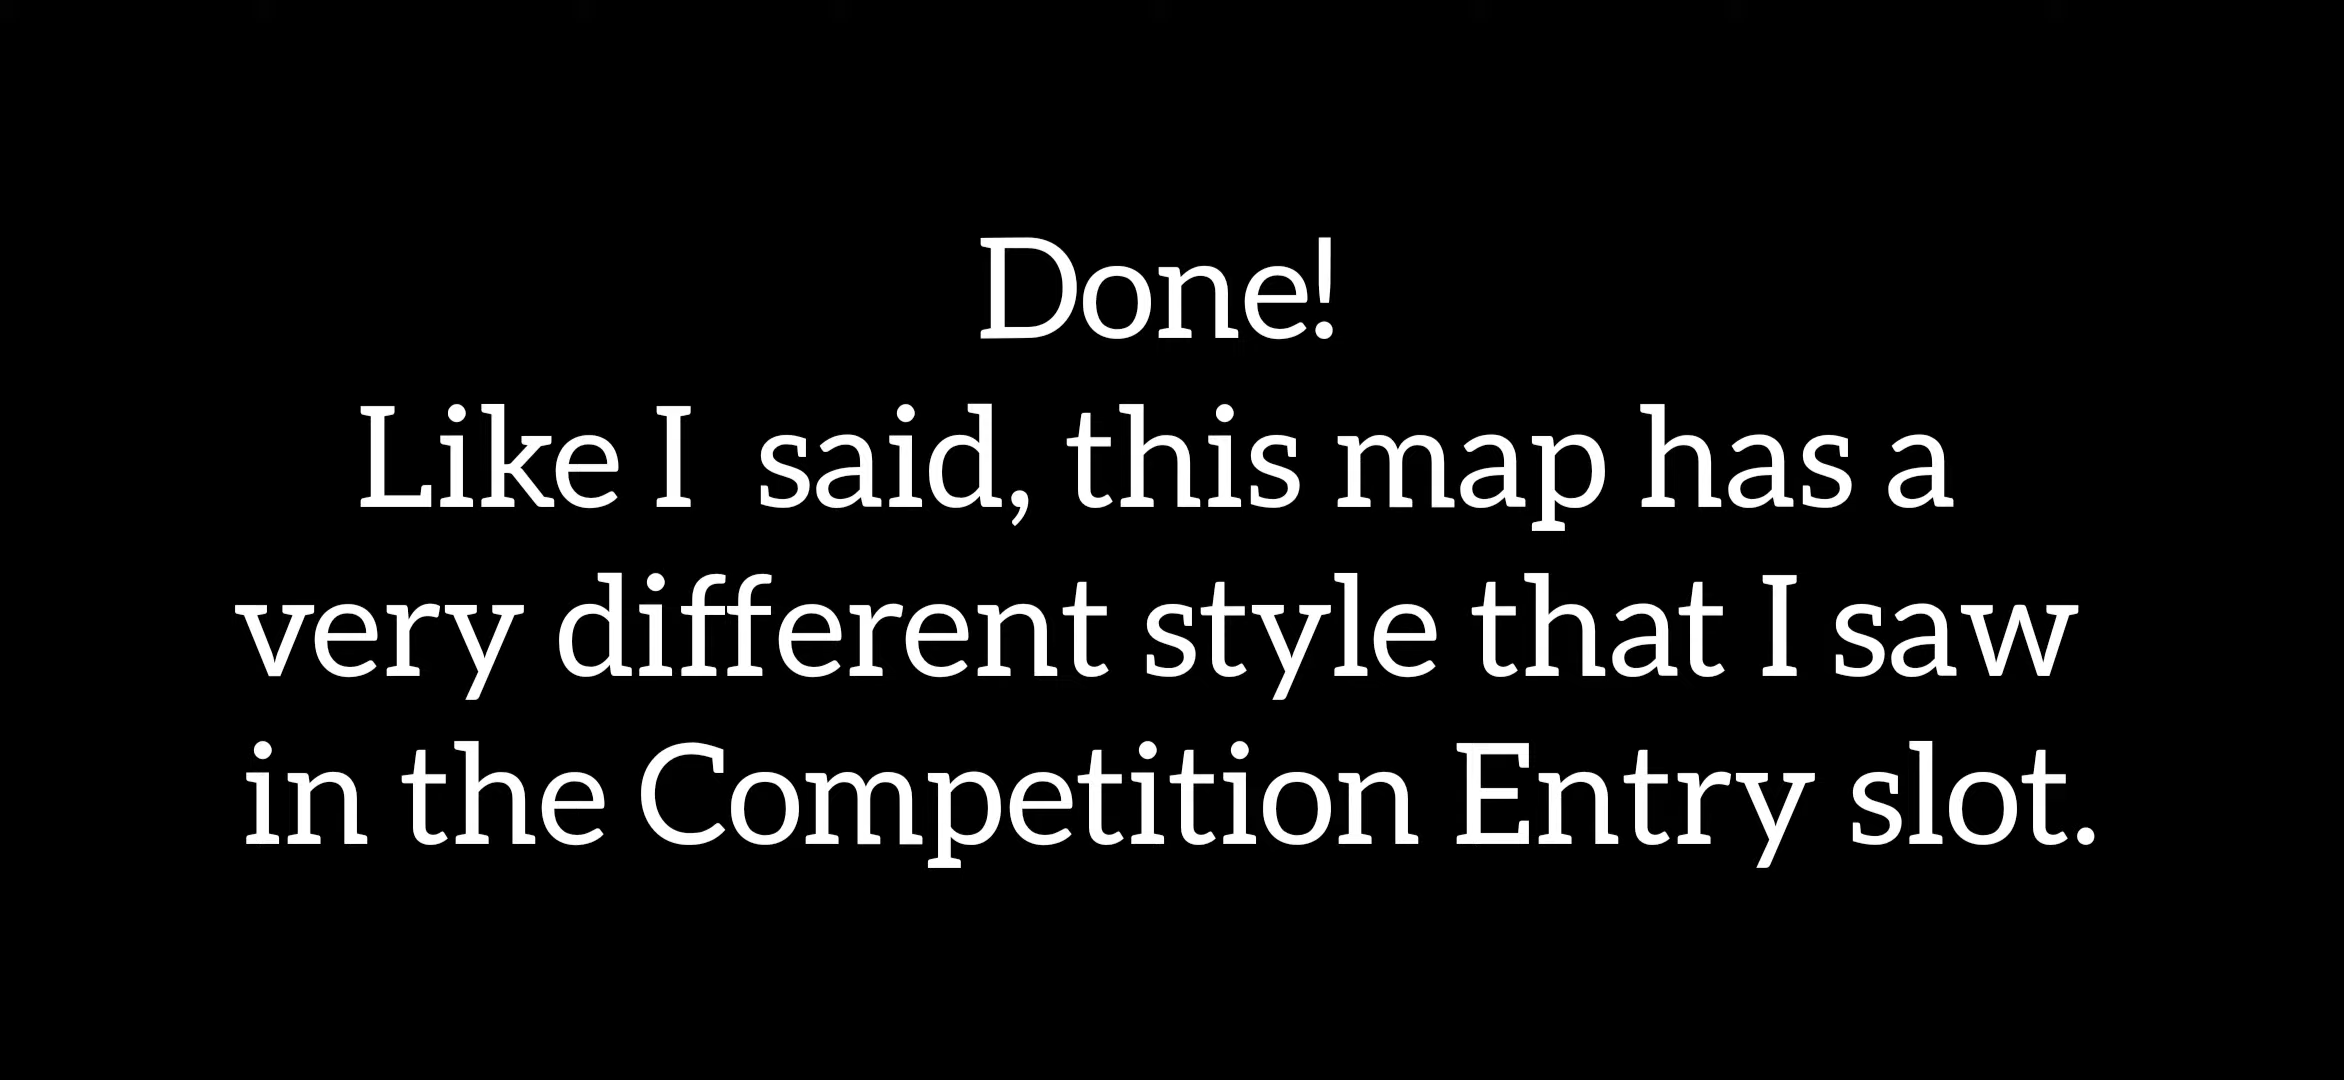 Done!
Like I  said, this map has a
very different style that I saw
in the Competition Entry slot.